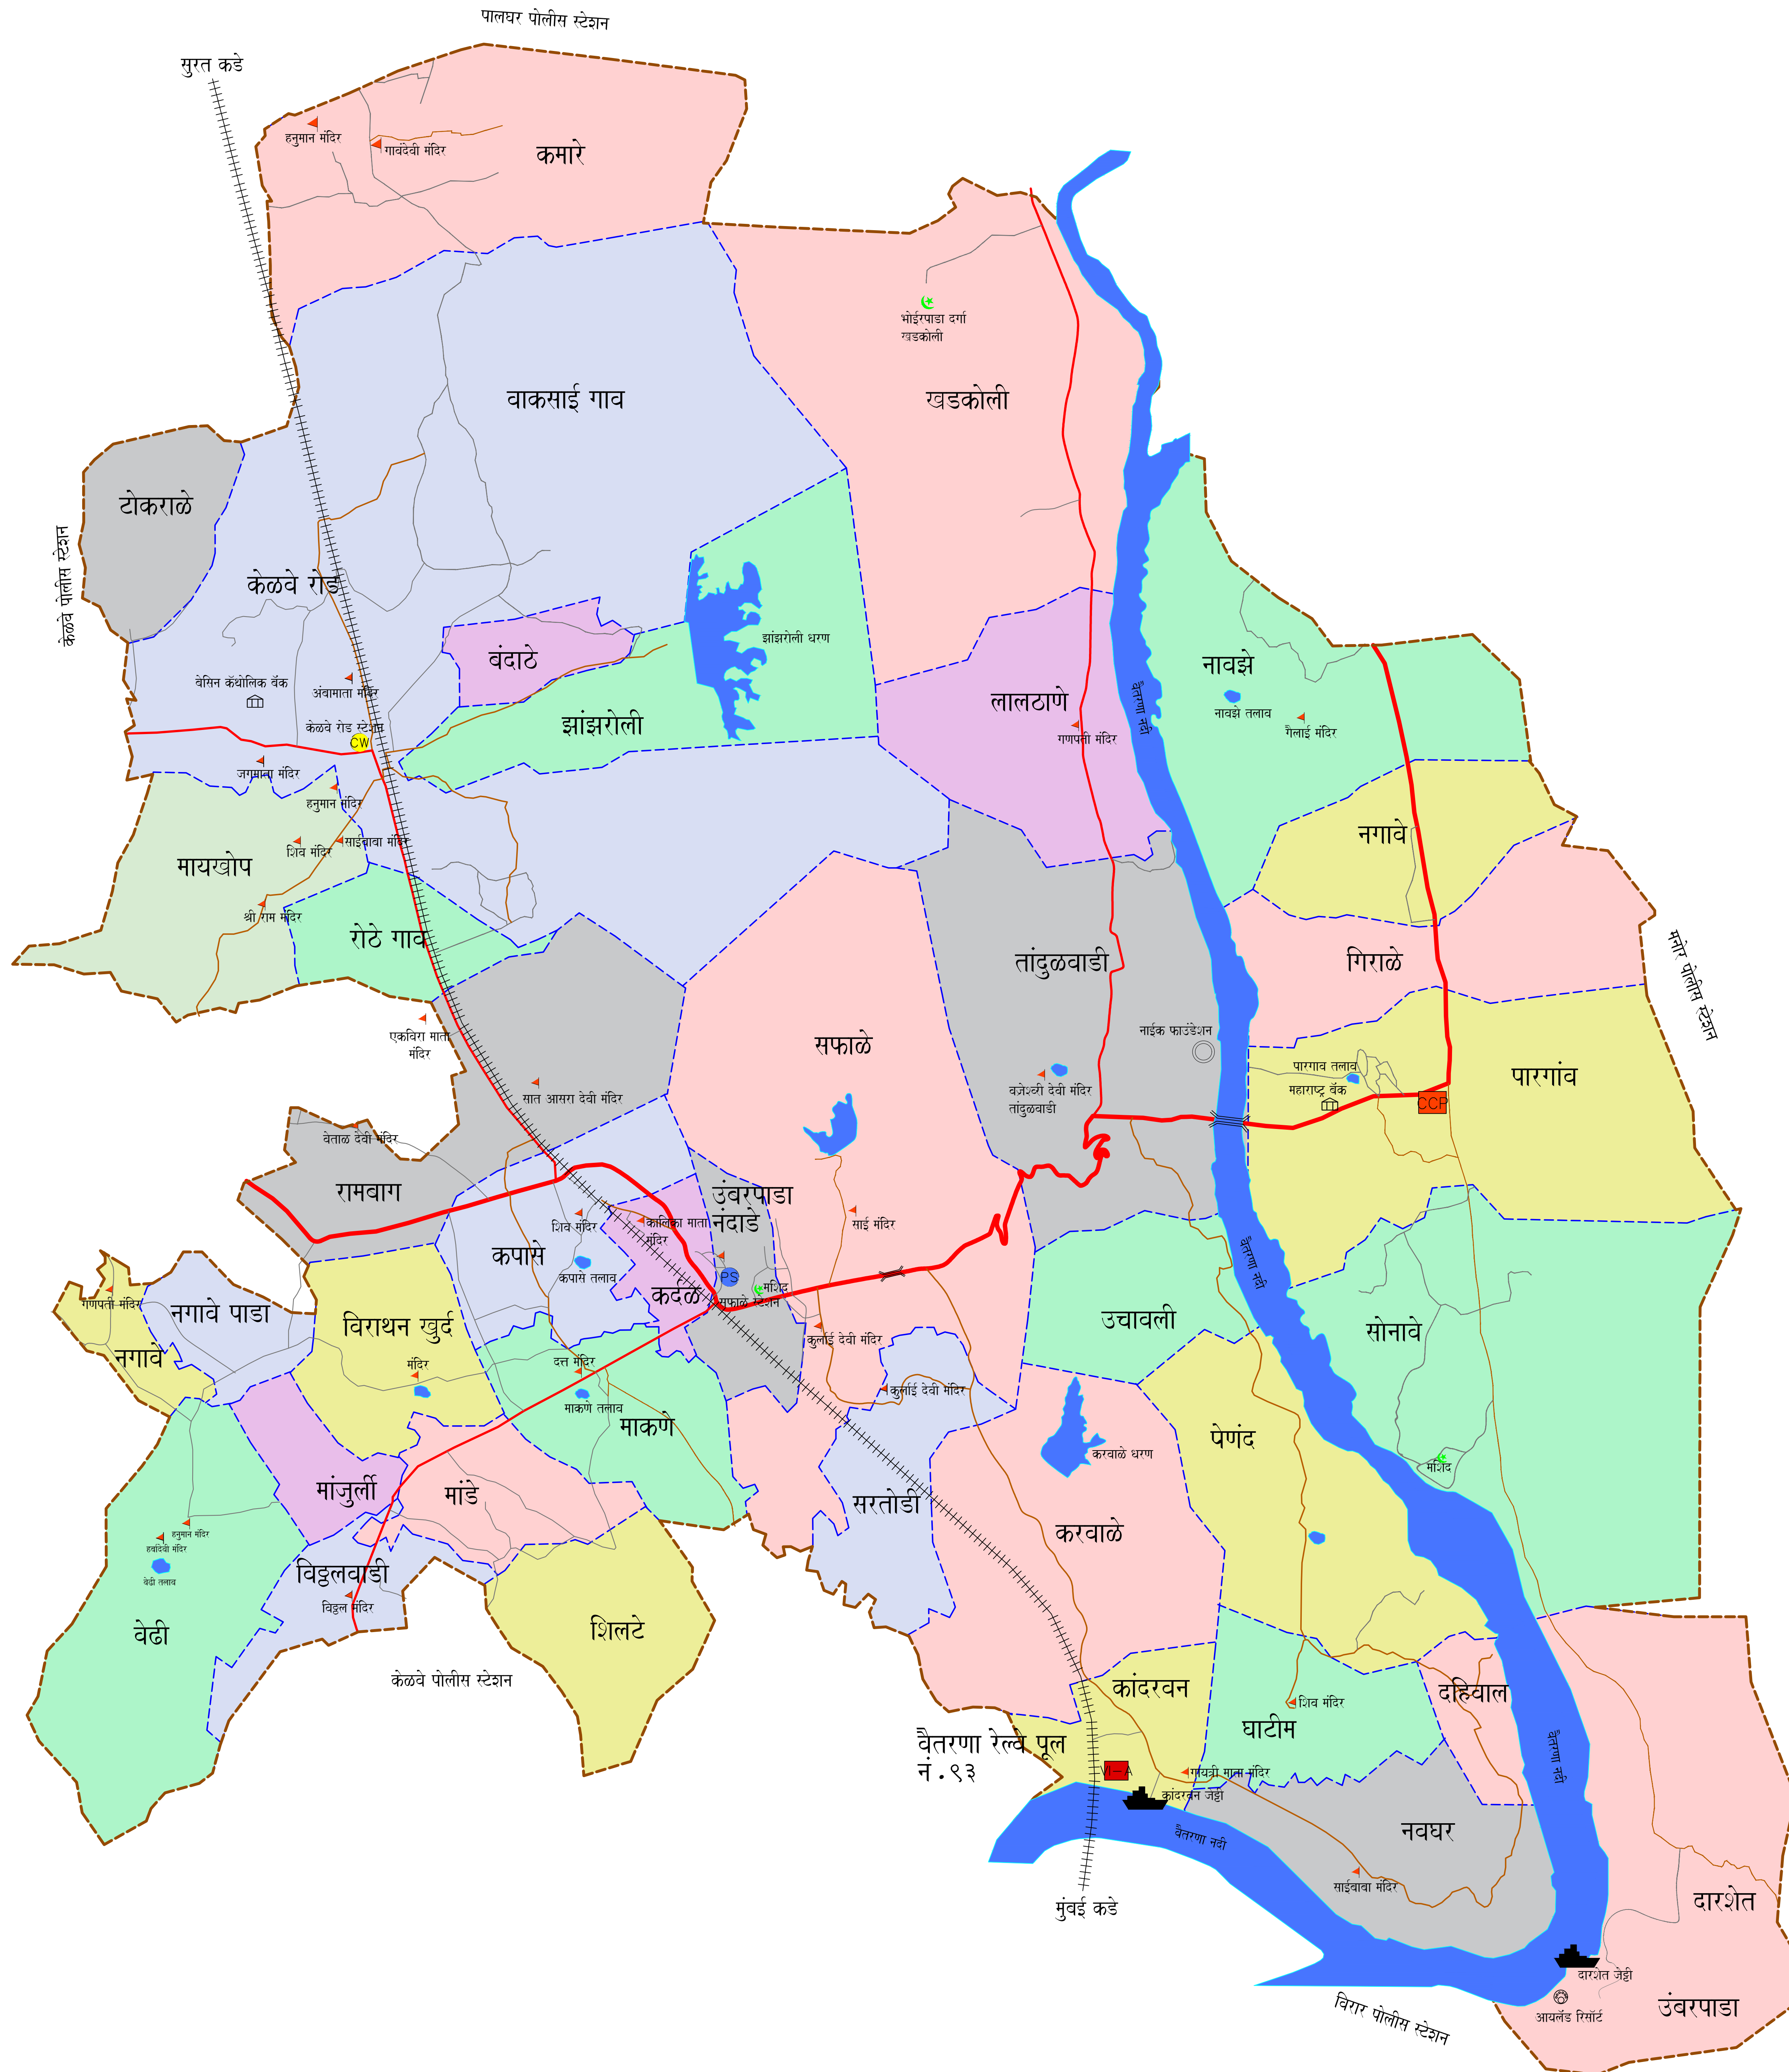 पालघर पोलीस स्टेशन
सुरत कडे
हनुमान मंदिर
गावदेवी मंदिर
कमारे
भोईरपाडा दर्गा
खडकोली
वाकसाई गाव
खडकोली
टोकराळे
केळवे पोलीस स्टेशन
केळवे रोड
झांझरोली धरण
बंदाठे
नावझे
वैतरणा नदी
बेसिन कॅथोलिक बँक
अंबामाता मंदिर
लालठाणे
नावझे तलाव
गैलाई मंदिर
केळवे रोड स्टेशन
CW
झांझरोली
गणपती मंदिर
जगमाता मंदिर
हनुमान मंदिर
नगावे
शिव मंदिर
साईबाबा मंदिर
मायखोप
श्री राम मंदिर
रोठे गाव
तांदुळवाडी
गिराळे
मनोर पोलीस स्टेशन
एकविरा माता
मंदिर
सफाळे
नाईक फाउंडेशन
पारगाव तलाव
महाराष्ट्र बँक
पारगांव
CCP
सात आसरा देवी मंदिर
वज्रेश्वरी देवी मंदिर
तांदुळवाडी
वेताळ देवी मंदिर
रामबाग
उंबरपाडा
नंदाडे
शिव मंदिर
कालिका माता
मंदिर
साई मंदिर
कपासे
कपासे तलाव
PS
मशिद
वैतरणा नदी
कर्दळे
सफाळे स्टेशन
गणपती मंदिर
नगावे पाडा
विराथन खुर्द
कुर्लाई देवी मंदिर
उचावली
सोनावे
नगावे
मंदिर
दत्त मंदिर
कुर्लाई देवी मंदिर
माकणे तलाव
माकणे
पेणंद
करवाळे धरण
मशिद
मांजुर्ली
मांडे
सरतोडी
करवाळे
हनुमान मंदिर
हवदिवी मंदिर
वेढी तलाव
विठ्ठलवाडी
विठ्ठल मंदिर
वेढी
शिलटे
केळवे पोलीस स्टेशन
कांदरवन
दहिवाल
शिव मंदिर
घाटीम
वैतरणा रेल्वे पूल
नं.९३
VI-A
गायत्री माता मंदिर
कांदरवन जेट्टी
वैतरणा नदी
वैतरणा नदी
नवघर
साईबाबा मंदिर
मुंबई कडे
दारशेत
दारशेत जेट्टी
आयलँड रिसॉर्ट
उंबरपाडा
विरार पोलीस स्टेशन